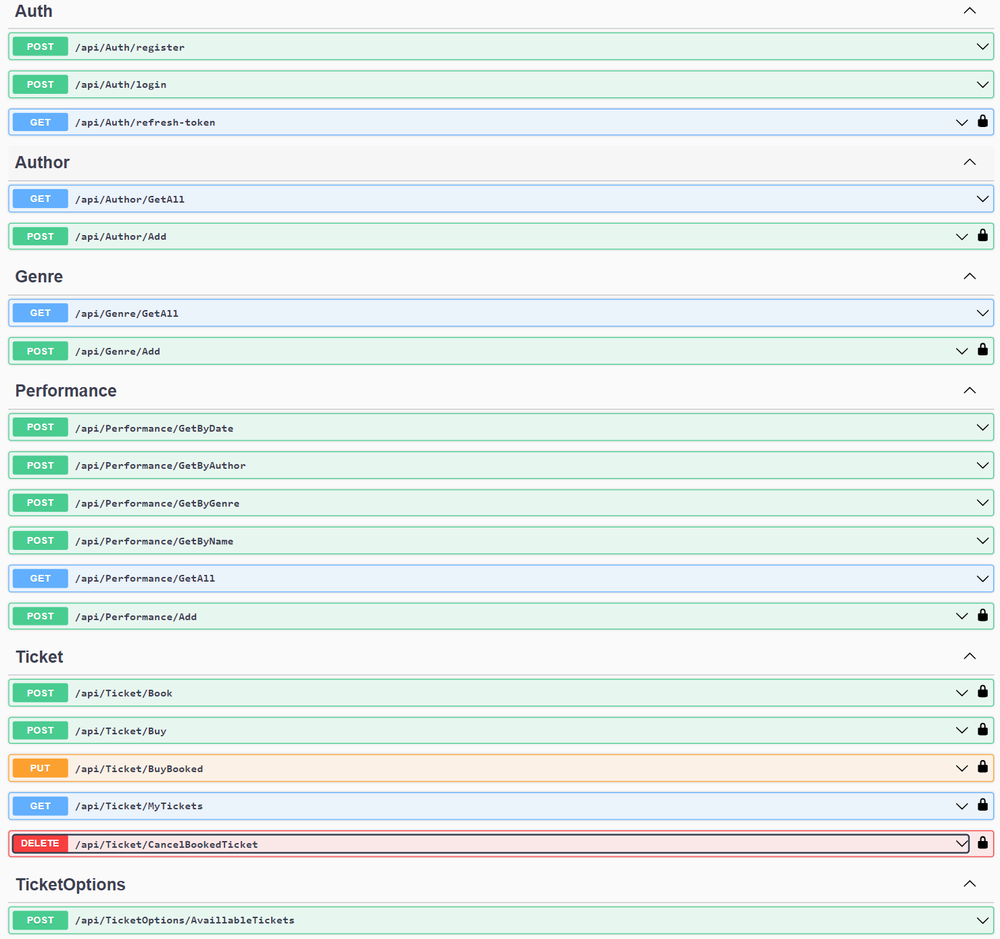 Auth
POST /api/Auth/register
POST /api/Auth/login
GET /api/Auth/refresh-token
Author
GET /api/Author/GetAll
POST /api/Author/Add
Genre
GET /api/Genre/GetAll
POST /api/Genre/Add
Performance
POST /api/Performance/GetByDate
POST /api/Performance/GetByAuthor
POST /api/Performance/GetByGenre
POST /api/Performance/GetByName
GET /api/Performance/GetAll
POST /api/Performance/Add
Ticket
POST /api/Ticket/Book
POST /api/Ticket/Buy
PUT /api/Ticket/BuyBooked
GET /api/Ticket/MyTickets
DELETE /api/Ticket/CancelBookedTicket
TicketOptions
POST /api/TicketOptions/AvaillableTickets